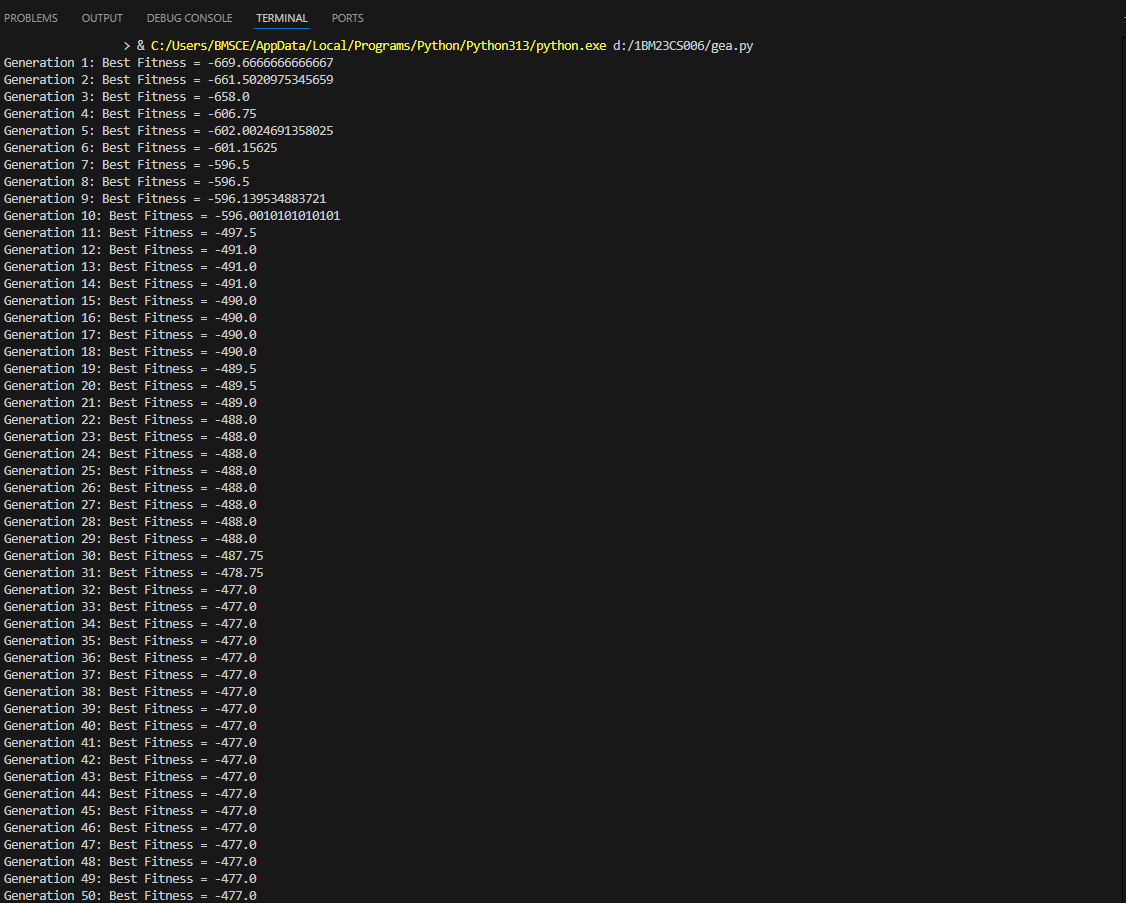 PROBLEMS OUTPUT DEBUG CONSOLE TERMINAL PORTS
> & C:/Users/BMSCE/AppData/Local/Programs/Python/Python313/python.exe d:/1BM23CS006/gea.py
Generation 1: Best Fitness = -669.6666666666667
Generation 2: Best Fitness = -661.5020975345659
Generation 3: Best Fitness = -658.0
Generation 4: Best Fitness = -606.75
Generation 5: Best Fitness = -602.0024691358025
Generation 6: Best Fitness = -601.15625
Generation 7: Best Fitness = -596.5
Generation 8: Best Fitness = -596.5
Generation 9: Best Fitness = -596.139534883721
Generation 10: Best Fitness = -596.0010101010101
Generation 11: Best Fitness = -497.5
Generation 12: Best Fitness = -491.0
Generation 13: Best Fitness = -491.0
Generation 14: Best Fitness = -491.0
Generation 15: Best Fitness = -490.0
Generation 16: Best Fitness = -490.0
Generation 17: Best Fitness = -490.0
Generation 18: Best Fitness = -490.0
Generation 19: Best Fitness = -489.5
Generation 20: Best Fitness = -489.5
Generation 21: Best Fitness = -489.0
Generation 22: Best Fitness = -488.0
Generation 23: Best Fitness = -488.0
Generation 24: Best Fitness = -488.0
Generation 25: Best Fitness = -488.0
Generation 26: Best Fitness = -488.0
Generation 27: Best Fitness = -488.0
Generation 28: Best Fitness = -488.0
Generation 29: Best Fitness = -488.0
Generation 30: Best Fitness = -487.75
Generation 31: Best Fitness = -478.75
Generation 32: Best Fitness = -477.0
Generation 33: Best Fitness = -477.0
Generation 34: Best Fitness = -477.0
Generation 35: Best Fitness = -477.0
Generation 36: Best Fitness = -477.0
Generation 37: Best Fitness = -477.0
Generation 38: Best Fitness = -477.0
Generation 39: Best Fitness = -477.0
Generation 40: Best Fitness = -477.0
Generation 41: Best Fitness = -477.0
Generation 42: Best Fitness = -477.0
Generation 43: Best Fitness = -477.0
Generation 44: Best Fitness = -477.0
Generation 45: Best Fitness = -477.0
Generation 46: Best Fitness = -477.0
Generation 47: Best Fitness = -477.0
Generation 48: Best Fitness = -477.0
Generation 49: Best Fitness = -477.0
Generation 50: Best Fitness = -477.0